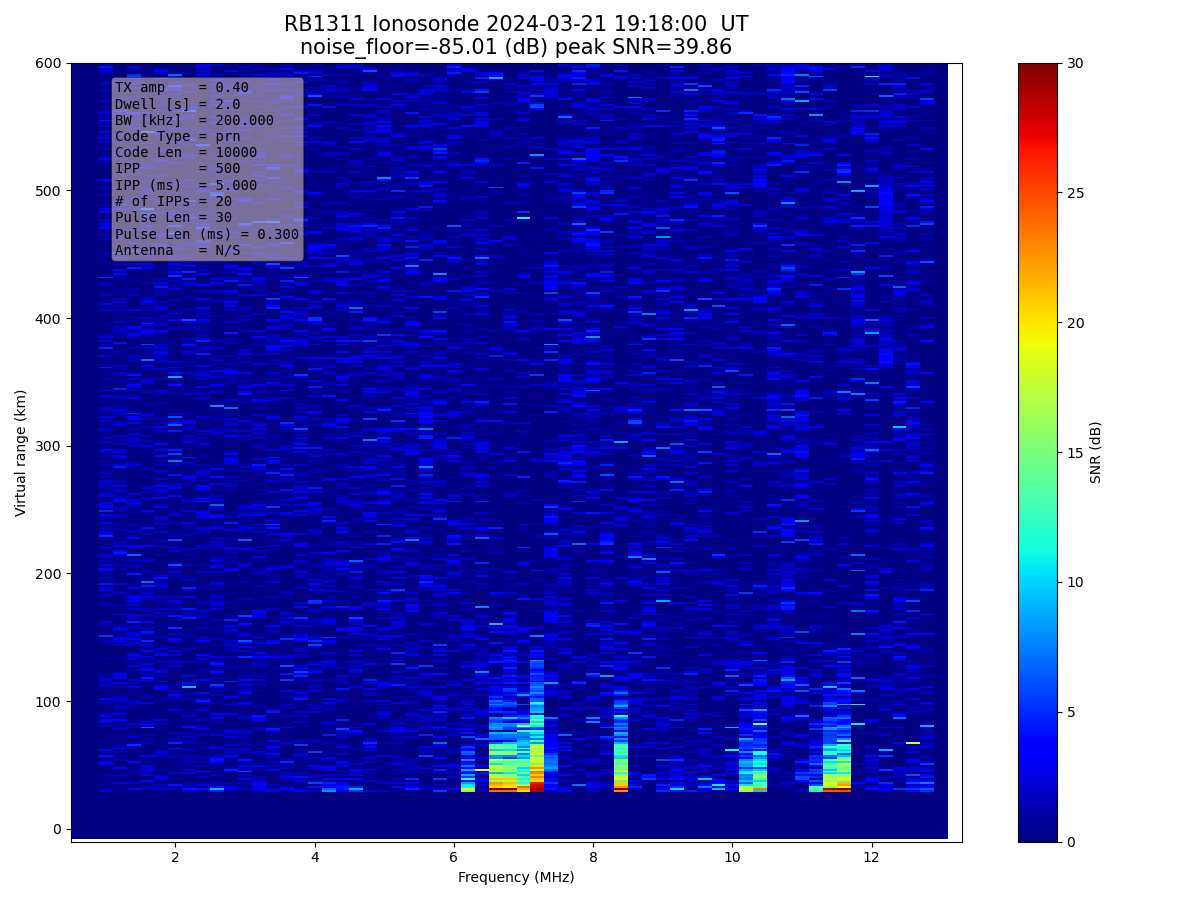 RB1311 Ionosonde 2024-03-21 19:18:00  UT
noise_floor=-85.01 (dB) peak SNR=39.86
TX amp    = 0.40
Dwell [s] = 2.0
BW [kHz]  = 200.000
Code Type = prn
Code Len  = 10000
IPP       = 500
IPP (ms)  = 5.000
# of IPPs = 20
Pulse Len = 30
Pulse Len (ms) = 0.300
Antenna   = N/S
600
500
400
300
200
100
0
Virtual range (km)
2 4 6 8 10 12
Frequency (MHz)
30
25
20
15
10
5
0
SNR (dB)